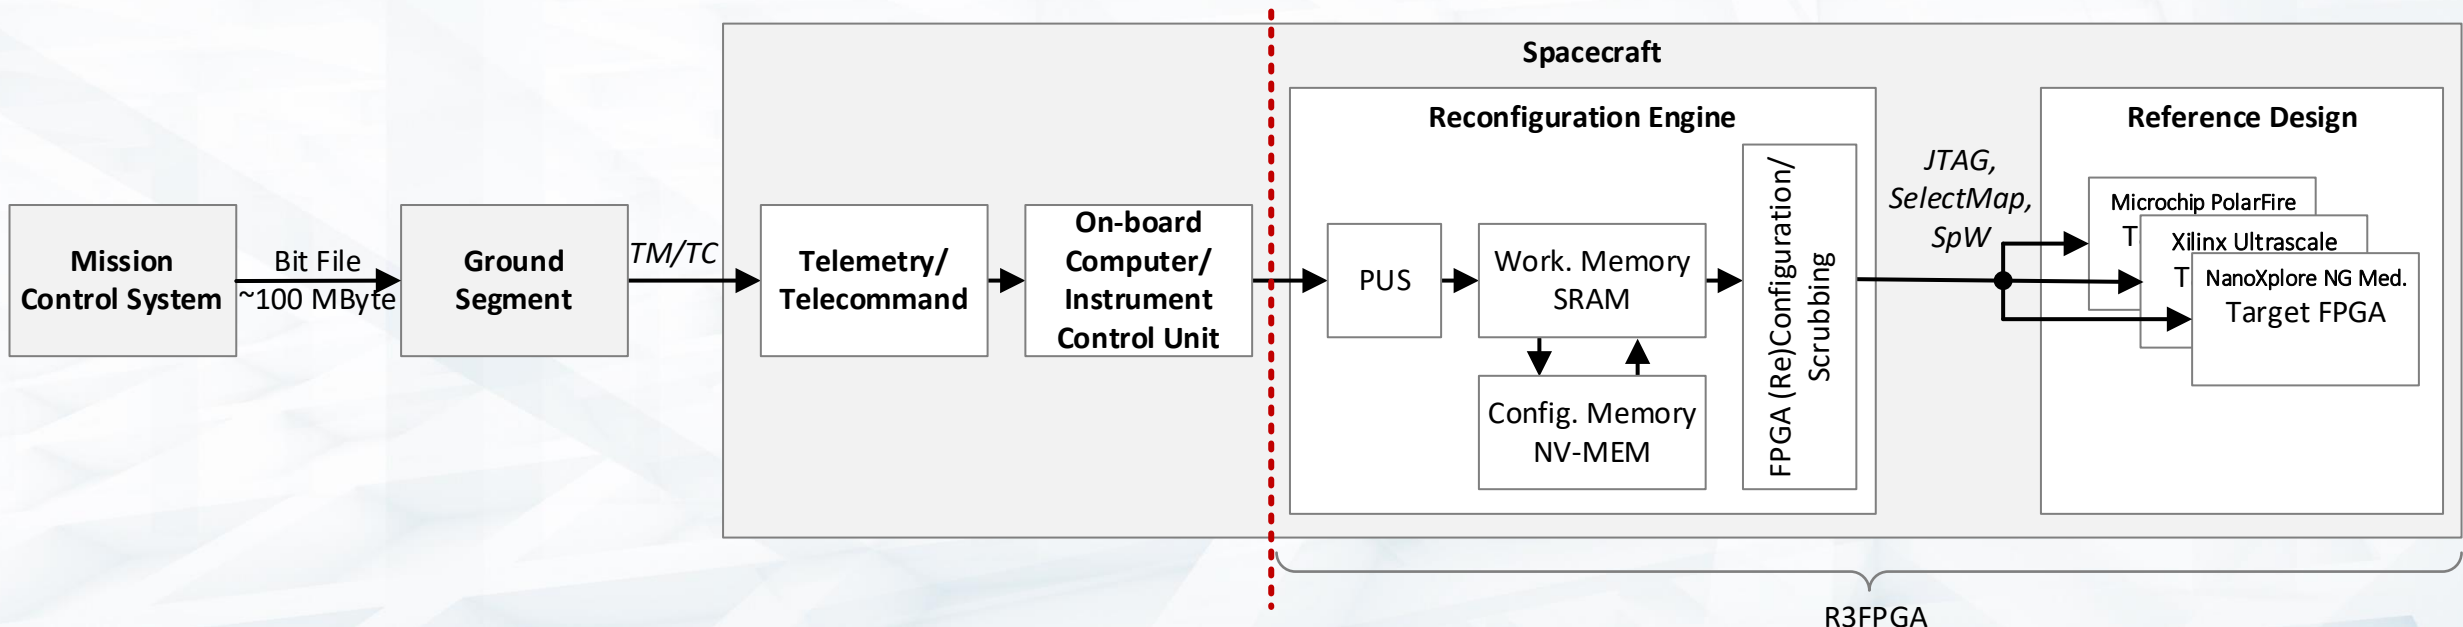 Spacecraft
Mission
Control System
Bit File
~100 MByte
Ground
Segment
TM/TC
Telemetry/
Telecommand
On-board
Computer/
Instrument
Control Unit
Reconfiguration Engine
PUS
Work. Memory
SRAM
Config. Memory
NV-MEM
FPGA (Re)Configuration/
Scrubbing
JTAG,
SelectMap,
SpW
Reference Design
Microchip PolarFire
T
Xilinx Ultrascale
T
NanoXplore NG Med.
Target FPGA
R3FPGA